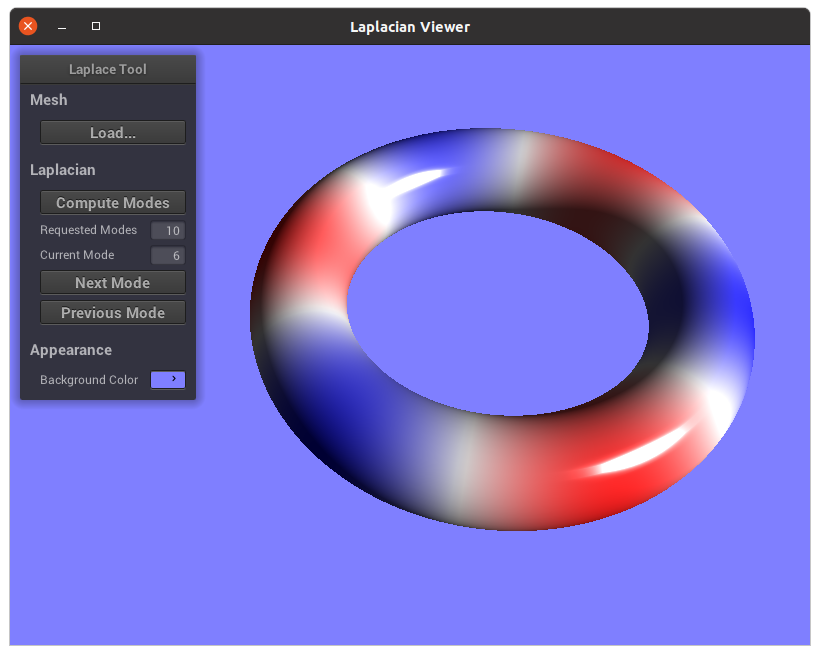 Laplacian Viewer
Laplace Tool
Mesh
Load...
Laplacian
Compute Modes
Requested Modes 10
Current Mode 6
Next Mode
Previous Mode
Appearance
Background Color